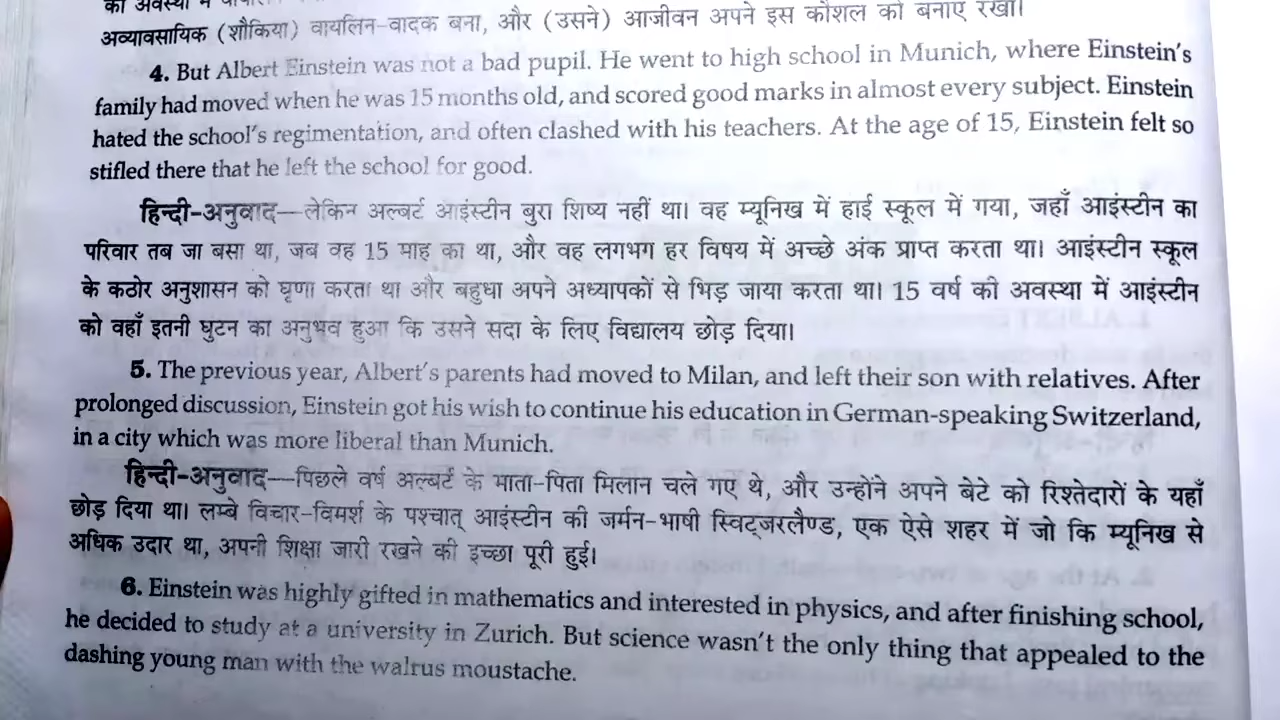 की अवस्था में
अव्यावसायिक (शौकिया) वायलिन-वादक बना, और (उसने) आजीवन अपने इस कौशल को बनाए रखा।
4. But Albert Einstein was not a bad pupil. He went to high school in Munich, where Einstein's
family had moved when he was 15 months old, and scored good marks in almost every subject. Einstein
hated the school's regimentation, and often clashed with his teachers. At the age of 15, Einstein felt so
stifled there that he left the school for good.
हिन्दी-अनुवाद—लेकिन अल्बर्ट आइंस्टीन बुरा शिष्य नहीं था। वह म्यूनिख में हाई स्कूल में गया, जहाँ आइंस्टीन का
परिवार तब जा बसा था, जब वह 15 माह का था, और वह लगभग हर विषय में अच्छे अंक प्राप्त करता था। आइंस्टीन स्कूल
के कठोर अनुशासन को घृणा करता था और बहुधा अपने अध्यापकों से भिड़ जाया करता था। 15 वर्ष की अवस्था में आइंस्टीन
को वहाँ इतनी घुटन का अनुभव हुआ कि उसने सदा के लिए विद्यालय छोड़ दिया।
5. The previous year, Albert's parents had moved to Milan, and left their son with relatives. After
prolonged discussion, Einstein got his wish to continue his education in German-speaking Switzerland,
in a city which was more liberal than Munich.
हिन्दी-अनुवाद—पिछले वर्ष अल्बर्ट के माता-पिता मिलान चले गए थे, और उन्होंने अपने बेटे को रिश्तेदारों के यहाँ
छोड़ दिया था। लम्बे विचार-विमर्श के पश्चात् आइंस्टीन की जर्मन-भाषी स्विट्जरलैण्ड, एक ऐसे शहर में जो कि म्यूनिख से
अधिक उदार था, अपनी शिक्षा जारी रखने की इच्छा पूरी हुई।
6. Einstein was highly gifted in mathematics and interested in physics, and after finishing school,
he decided to study at a university in Zurich. But science wasn't the only thing that appealed to the
dashing young man with the walrus moustache.